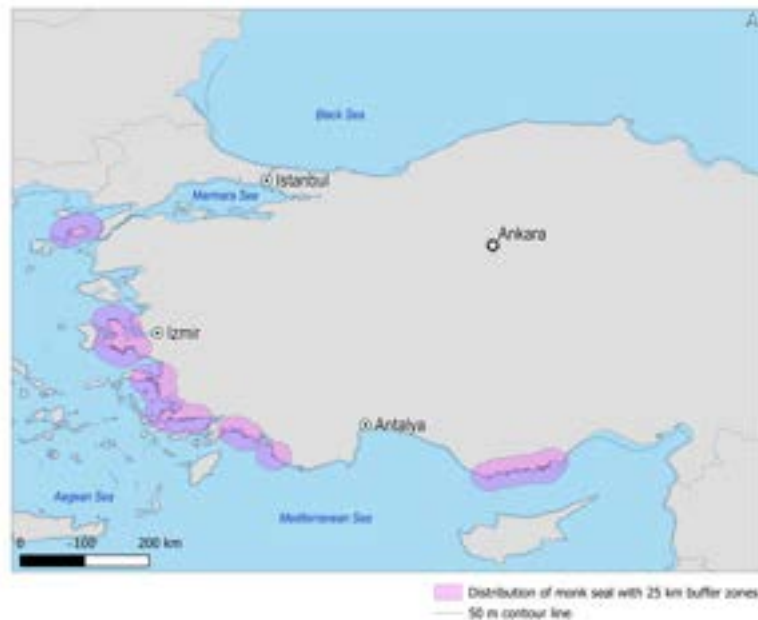 A
Black Sea
Istanbul
Marmara Sea
Ankara
Izmir
Antalya
Aegean Sea
Mediterranean Sea
0 100 200 km
Distribution of monk seal with 25 km buffer zones
50 m contour line